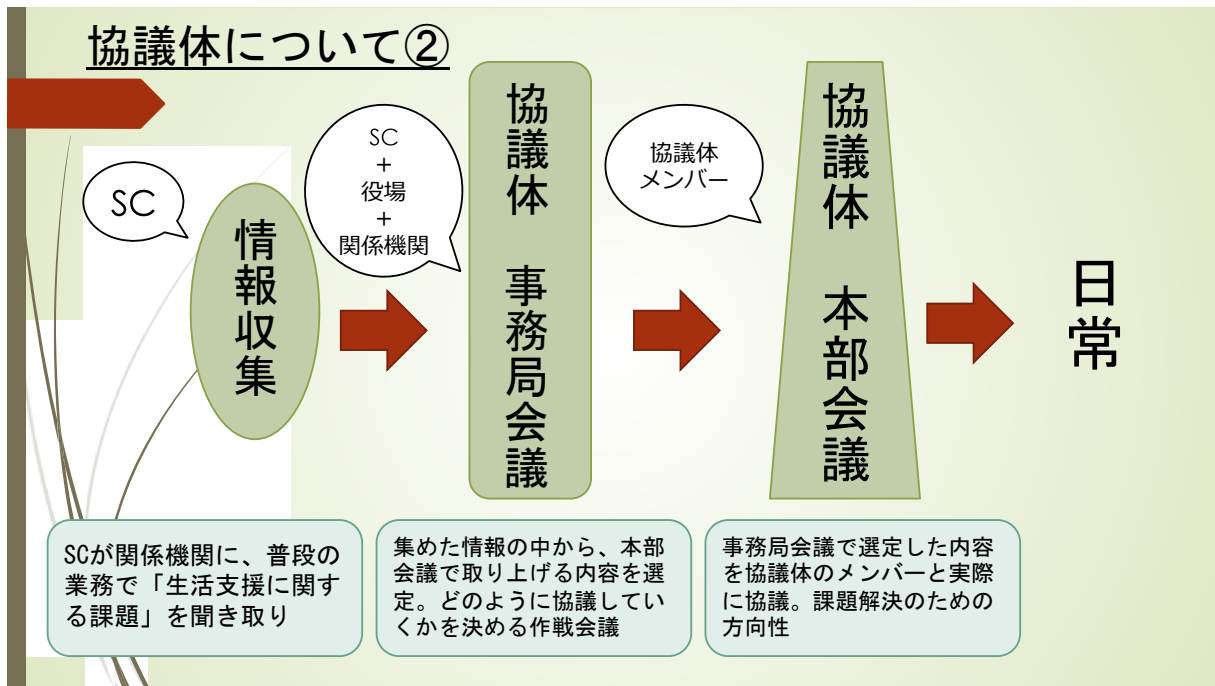 協議体について②
SC
情報収集
SC
+
役場
+
関係機関
協議体　事務局会議
協議体
メンバー
協議体　本部会議
日常
SCが関係機関に、普段の
業務で「生活支援に関す
る課題」を聞き取り
集めた情報の中から、本部
会議で取り上げる内容を選
定。どのように協議してい
くかを決める作戦会議
事務局会議で選定した内容
を協議体のメンバーと実際
に協議。課題解決のための
方向性